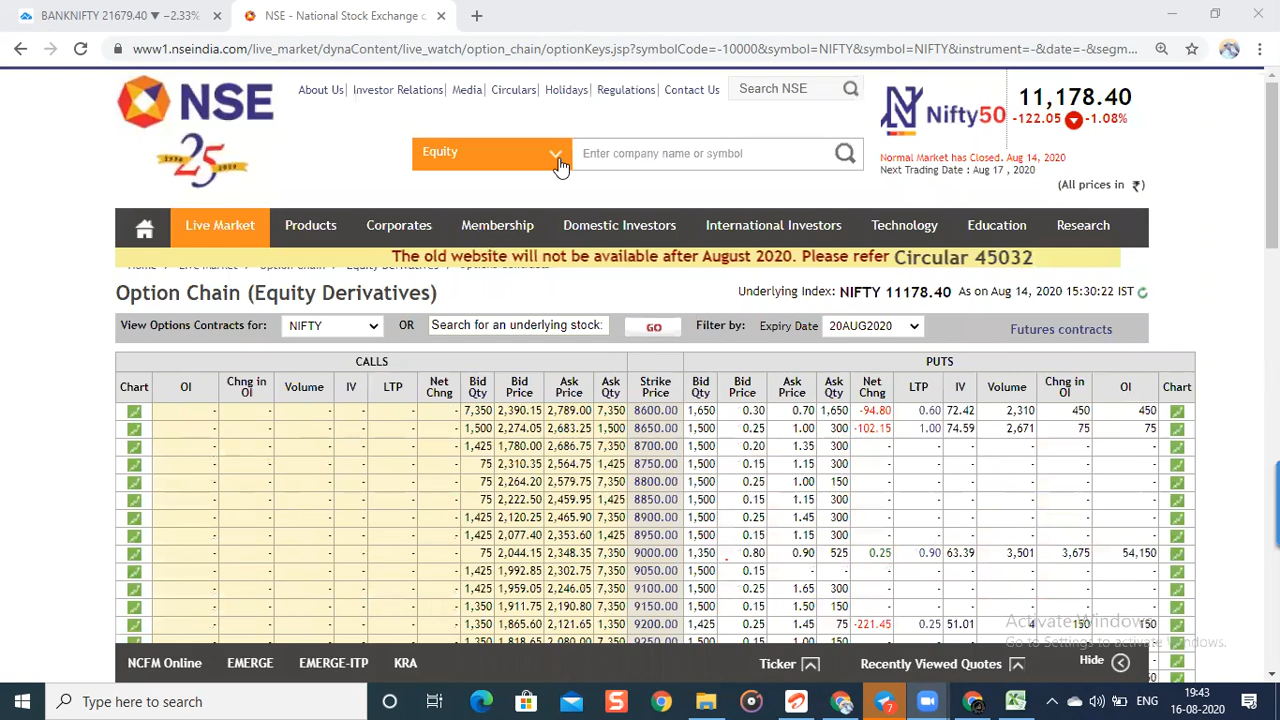 BANKNIFTY 21679.40 ▼ −2.33% × NSE - National Stock Exchange o ×
www1.nseindia.com/live_market/dynaContent/live_watch/option_chain/optionKeys.jsp?symbolCode=-10000&symbol=NIFTY&symbol=NIFTY&instrument=-&date=-&segm...
NSE
25
About Us Investor Relations Media Circulars Holidays Regulations Contact Us Search NSE
Equity Enter company name or symbol
Nifty50 11,178.40
-122.05 -1.08%
Normal Market has Closed. Aug 14, 2020
Next Trading Date : Aug 17 , 2020
(All prices in ₹)
Live Market Products Corporates Membership Domestic Investors International Investors Technology Education Research
The old website will not be available after August 2020. Please refer Circular 45032
Option Chain (Equity Derivatives) Underlying Index: NIFTY 11178.40 As on Aug 14, 2020 15:30:22 IST
View Options Contracts for: NIFTY OR Search for an underlying stock: GO Filter by: Expiry Date 20AUG2020 Futures contracts
CALLS PUTS
Chart OI Chng in OI Volume IV LTP Net Chng Bid Qty Bid Price Ask Price Ask Qty Strike Price Bid Qty Bid Price Ask Price Ask Qty Net Chng LTP IV Volume Chng in OI OI Chart
- - - - - - 7,350 2,390.15 2,789.00 7,350 8600.00 1,650 0.30 0.70 1,650 -94.80 0.60 72.42 2,310 450 450
- - - - - - 1,500 2,274.05 2,683.25 1,500 8650.00 1,500 0.25 1.00 300 -102.15 1.00 74.59 2,671 75 75
- - - - - - 1,425 1,780.00 2,686.75 7,350 8700.00 1,500 0.20 1.35 300 - - - - - -
- - - - - - 75 2,310.35 2,564.75 1,425 8750.00 1,500 0.15 1.15 300 - - - - - -
- - - - - - 75 2,264.20 2,579.75 7,350 8800.00 1,500 0.25 1.00 150 - - - - - -
- - - - - - 75 2,222.50 2,459.95 1,425 8850.00 1,500 0.15 1.15 300 - - - - - -
- - - - - - 1,425 2,120.25 2,465.90 7,350 8900.00 1,500 0.25 1.45 300 - - - - - -
- - - - - - 1,425 2,077.40 2,353.60 1,425 8950.00 1,500 0.15 1.15 300 - - - - - -
- - - - - - 75 2,044.15 2,348.35 7,350 9000.00 1,350 0.80 0.90 525 0.25 0.90 63.39 3,501 3,675 54,150
- - - - - - 1,425 1,992.85 2,302.75 7,350 9050.00 1,500 0.15 - - - - - - - -
- - - - - - 1,425 1,959.05 2,246.05 7,350 9100.00 1,500 0.25 1.65 300 - - - - - -
- - - - - - 1,350 1,911.75 2,190.80 7,350 9150.00 1,500 0.15 1.50 150 - - - - - -
- - - - - - 1,350 1,865.60 2,121.65 7,350 9200.00 1,425 0.25 1.45 75 -221.45 0.25 51.01 4 150 150
Activate Windows
Go to Settings to activate Windows.
NCFM Online EMERGE EMERGE-ITP KRA Ticker Recently Viewed Quotes Hide
Type here to search
7
ENG
19:43
16-08-2020